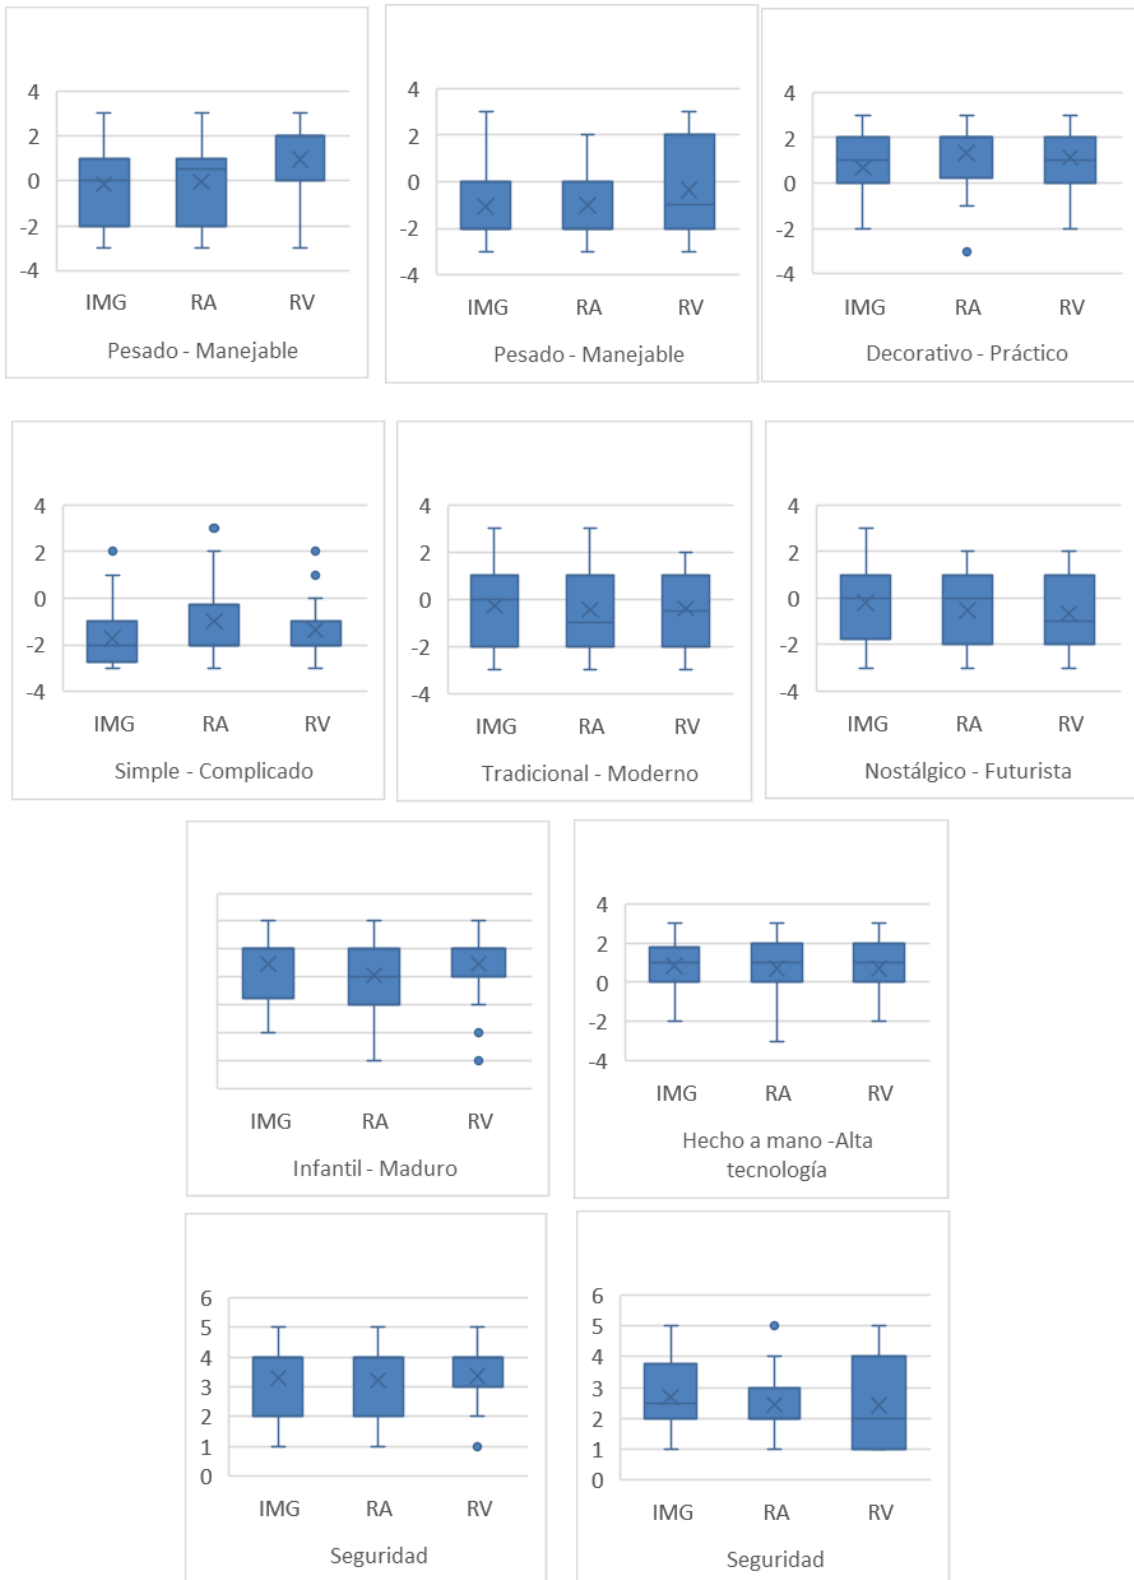 4
2
0
-2
-4
IMG RA RV
Pesado - Manejable
4
2
0
-2
-4
IMG RA RV
Pesado - Manejable
4
2
0
-2
-4
IMG RA RV
Decorativo - Práctico
4
2
0
-2
-4
IMG RA RV
Simple - Complicado
4
2
0
-2
-4
IMG RA RV
Tradicional - Moderno
4
2
0
-2
-4
IMG RA RV
Nostálgico - Futurista
IMG RA RV
Infantil - Maduro
4
2
0
-2
-4
IMG RA RV
Hecho a mano -Alta
tecnología
6
5
4
3
2
1
0
IMG RA RV
Seguridad
6
5
4
3
2
1
0
IMG RA RV
Seguridad